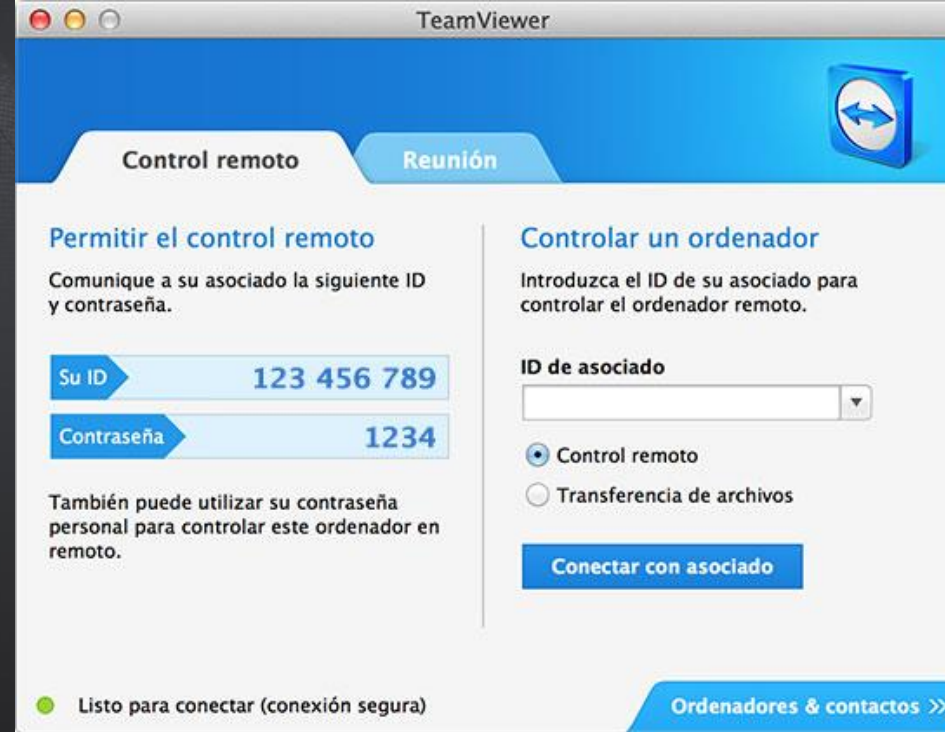 TeamViewer
Control remoto
Reunión
Permitir el control remoto
Comunique a su asociado la siguiente ID
y contraseña.
Su ID
123 456 789
Contraseña
1234
También puede utilizar su contraseña
personal para controlar este ordenador en
remoto.
Controlar un ordenador
Introduzca el ID de su asociado para
controlar el ordenador remoto.
ID de asociado
Control remoto
Transferencia de archivos
Conectar con asociado
Listo para conectar (conexión segura)
Ordenadores & contactos »